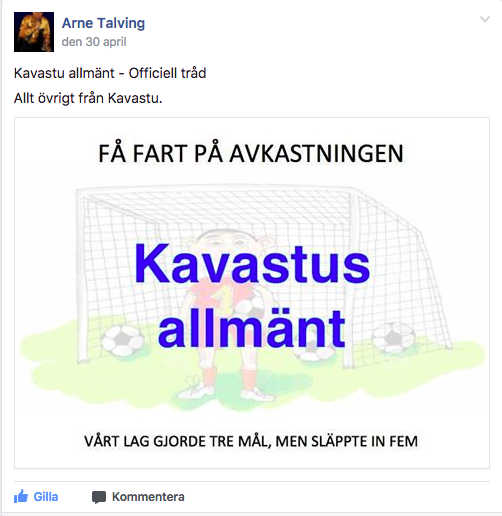 Arne Talving
den 30 april
Kavastu allmänt - Officiell tråd
Allt övrigt från Kavastu.
FÅ FART PÅ AVKASTNINGEN
Kavastus
allmänt
1
VÅRT LAG GJORDE TRE MÅL, MEN SLÄPPTE IN FEM
Gilla
Kommentera